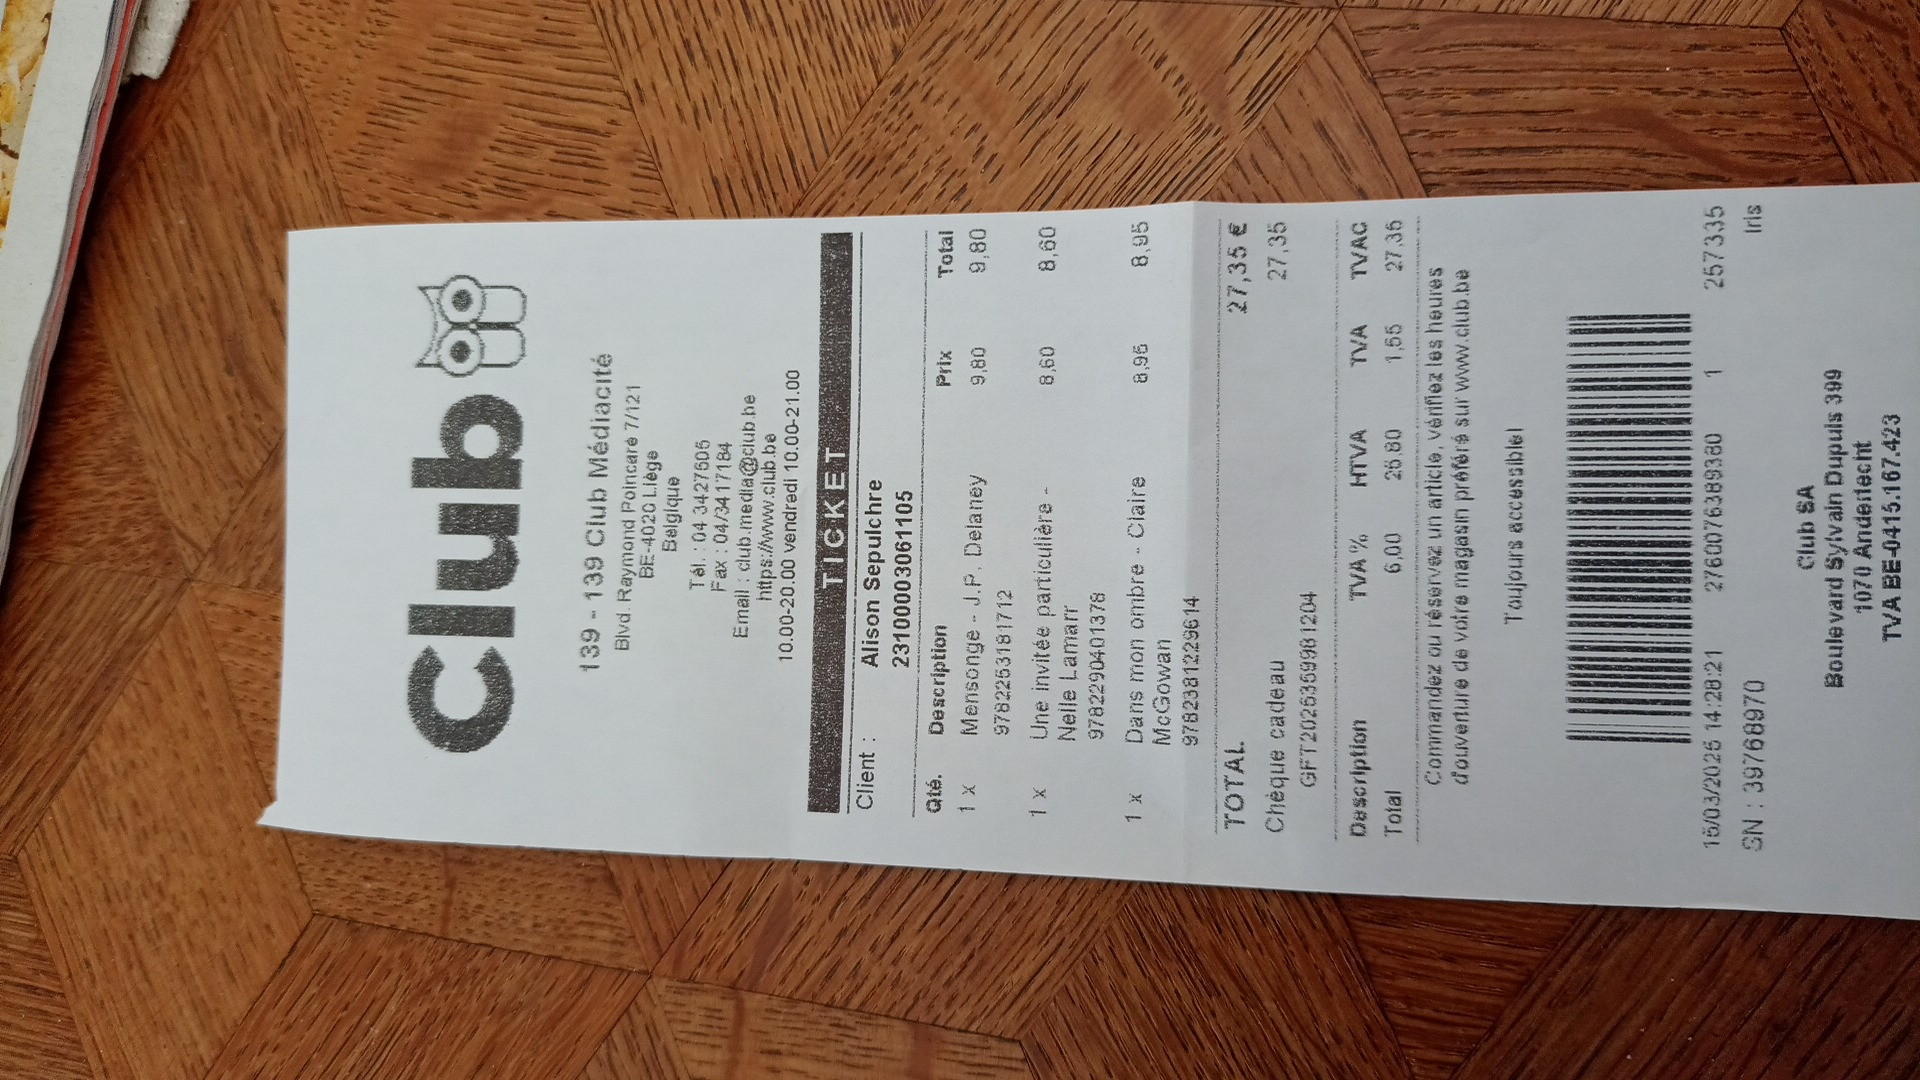 Club
139 - 139 Club Médiacité
Blvd. Raymond Poincaré 7/121
BE-4020 Liège
Belgique
Tél. : 04 3427605
Fax : 04/3417184
Email : club.media@club.be
https://www.club.be
10.00-20.00 vendredi 10.00-21.00
TICKET
Client : Alison Sepulchre
23100003061105
Qté. Description Prix Total
1 x Mensonge - J.P. Delaney 9,80 9,80
9782253181712
1 x Une invitée particulière - 8,60 8,60
Nelle Lamarr
9782290401378
1 x Dans mon ombre - Claire 8,95 8,95
McGowan
9782381229614
TOTAL 27,35 €
Chèque cadeau 27,35
GFT2025359981204
Description TVA % HTVA TVA TVAC
Total 6,00 25,80 1,55 27,35
Commandez ou réservez un article, vérifiez les heures
d'ouverture de votre magasin préféré sur www.club.be
Toujours accessible!
15/03/2025 14:28:21 2760076389380 1 257335
SN : 39768970 Iris
Club SA
Boulevard Sylvain Dupuis 399
1070 Anderlecht
TVA BE-0415.167.423